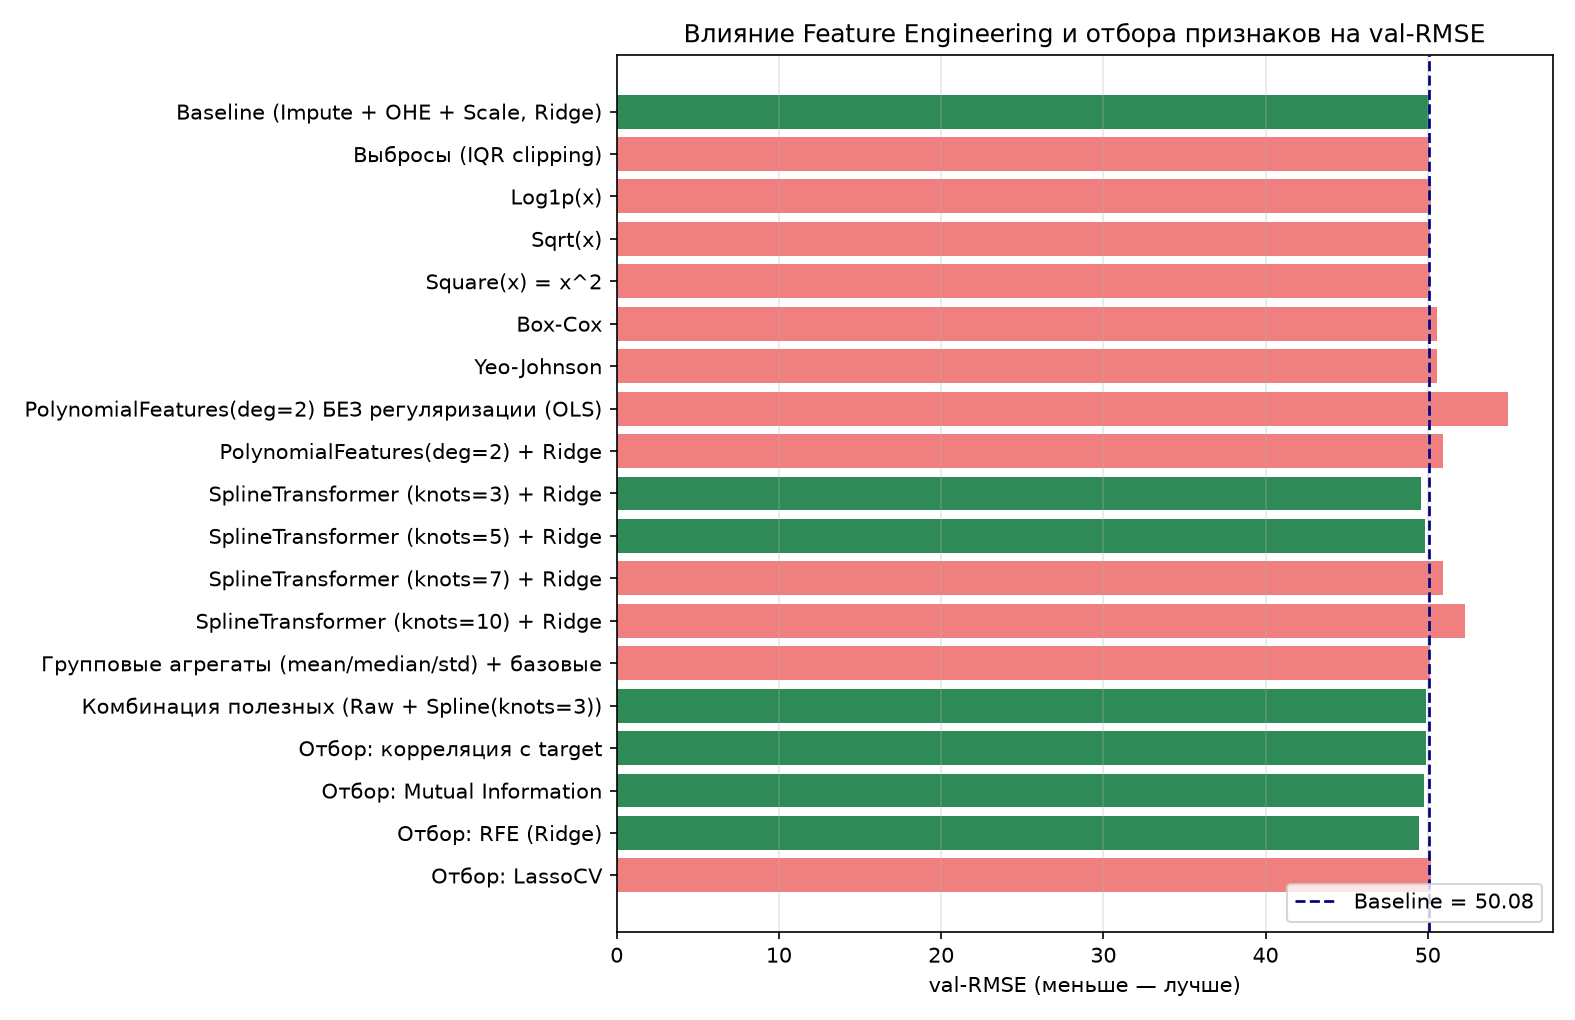 Влияние Feature Engineering и отбора признаков на val-RMSE
Baseline (Impute + OHE + Scale, Ridge)
Выбросы (IQR clipping)
Log1p(x)
Sqrt(x)
Square(x) = x^2
Box-Cox
Yeo-Johnson
PolynomialFeatures(deg=2) БЕЗ регуляризации (OLS)
PolynomialFeatures(deg=2) + Ridge
SplineTransformer (knots=3) + Ridge
SplineTransformer (knots=5) + Ridge
SplineTransformer (knots=7) + Ridge
SplineTransformer (knots=10) + Ridge
Групповые агрегаты (mean/median/std) + базовые
Комбинация полезных (Raw + Spline(knots=3))
Отбор: корреляция с target
Отбор: Mutual Information
Отбор: RFE (Ridge)
Отбор: LassoCV
Baseline = 50.08
0 10 20 30 40 50
val-RMSE (меньше — лучше)